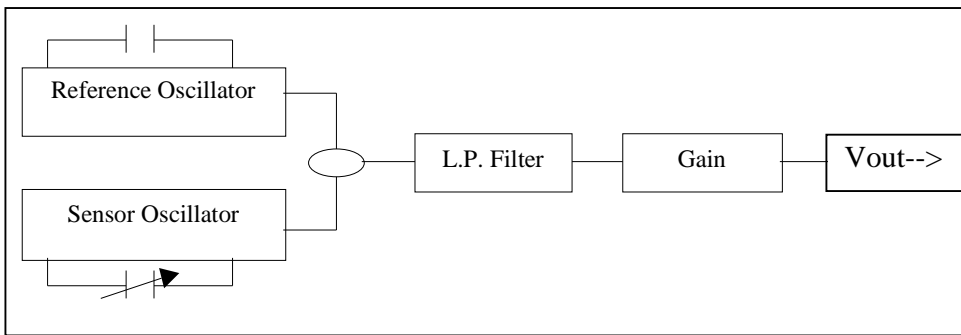 Reference Oscillator
L.P. Filter
Gain
Vout-->
Sensor Oscillator